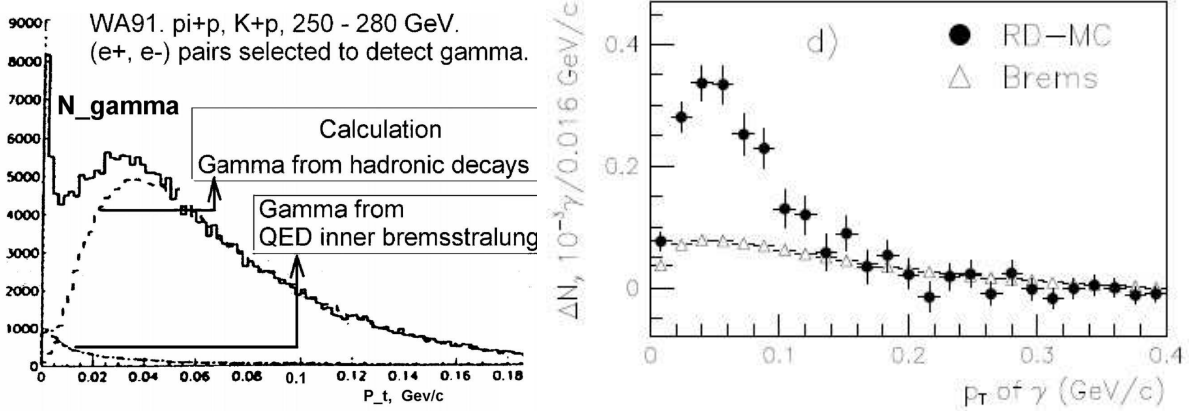 WA91. pi+p, K+p, 250 - 280 GeV.
(e+, e-) pairs selected to detect gamma.
N_gamma
Calculation
Gamma from hadronic decays
Gamma from
QED inner bremsstralung
9000
8000
7000
6000
5000
4000
3000
2000
1000
0
0
0.02
0.04
0.06
0.08
0.1
0.12
0.14
0.16
0.18
P_t, Gev/c
d)
RD-MC
Brems
ΔN, 10⁻³γ/0.016 GeV/c
0.4
0.2
0
0
0.1
0.2
0.3
0.4
p_T of γ (GeV/c)